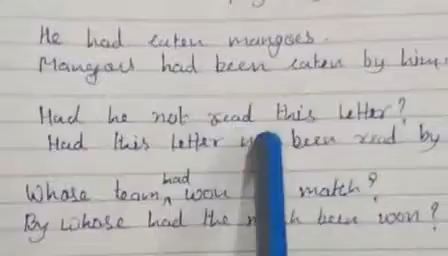 He had eaten mangoes.
Mangoes had been eaten by him.
Had he not read this letter?
Had this letter been read by
Whose team had won match?
By Whose had the been won?